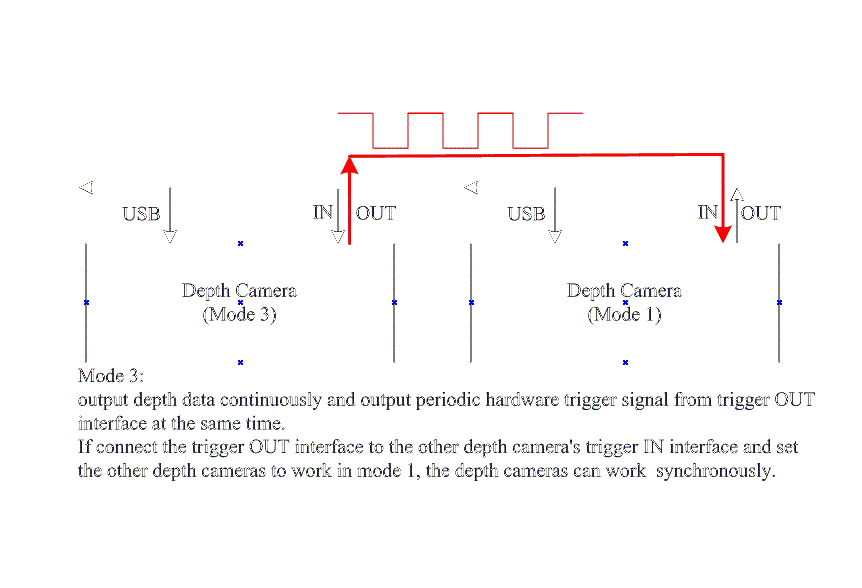 USB IN OUT USB IN OUT
Depth Camera Depth Camera
(Mode 3) (Mode 1)
Mode 3:
output depth data continuously and output periodic hardware trigger signal from trigger OUT
interface at the same time.
If connect the trigger OUT interface to the other depth camera's trigger IN interface and set
the other depth cameras to work in mode 1, the depth cameras can work synchronously.